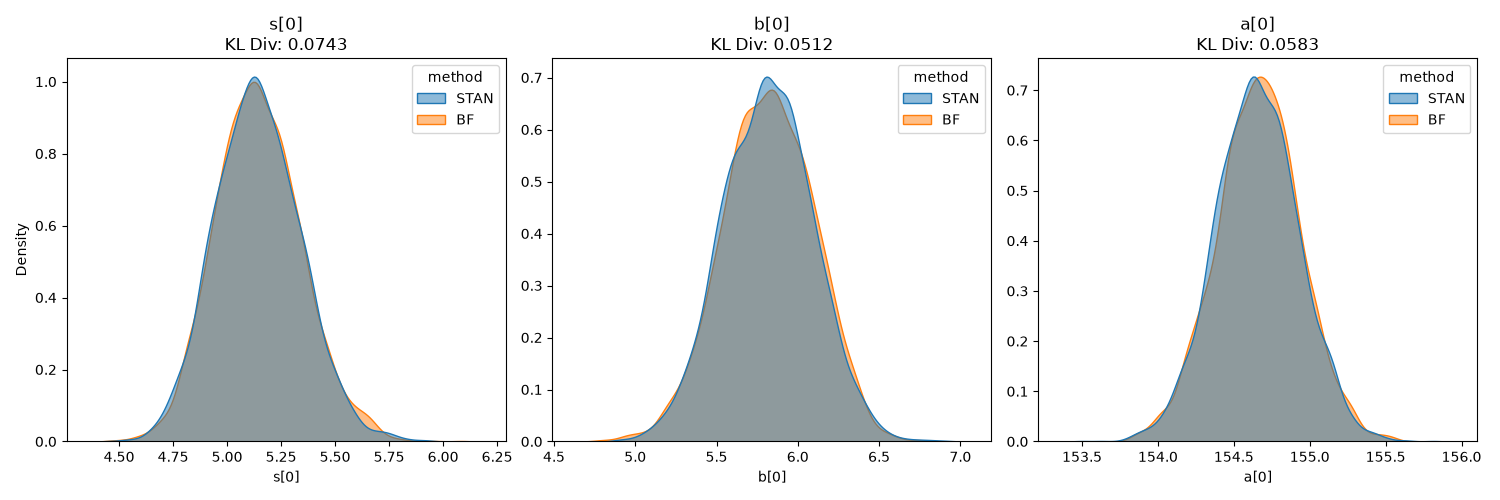 s[0]
KL Div: 0.0743
method
STAN
BF
Density
1.0
0.8
0.6
0.4
0.2
0.0
4.50 4.75 5.00 5.25 5.50 5.75 6.00 6.25
s[0]
b[0]
KL Div: 0.0512
method
STAN
BF
0.7
0.6
0.5
0.4
0.3
0.2
0.1
0.0
4.5 5.0 5.5 6.0 6.5 7.0
b[0]
a[0]
KL Div: 0.0583
method
STAN
BF
0.7
0.6
0.5
0.4
0.3
0.2
0.1
0.0
153.5 154.0 154.5 155.0 155.5 156.0
a[0]